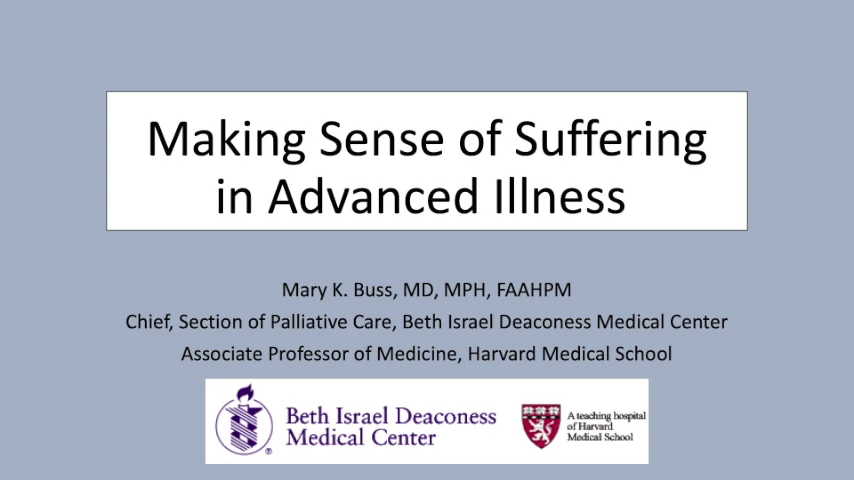 Making Sense of Suffering
in Advanced Illness
Mary K. Buss, MD, MPH, FAAHPM
Chief, Section of Palliative Care, Beth Israel Deaconess Medical Center
Associate Professor of Medicine, Harvard Medical School
Beth Israel Deaconess
Medical Center
®
A teaching hospital
of Harvard
Medical School